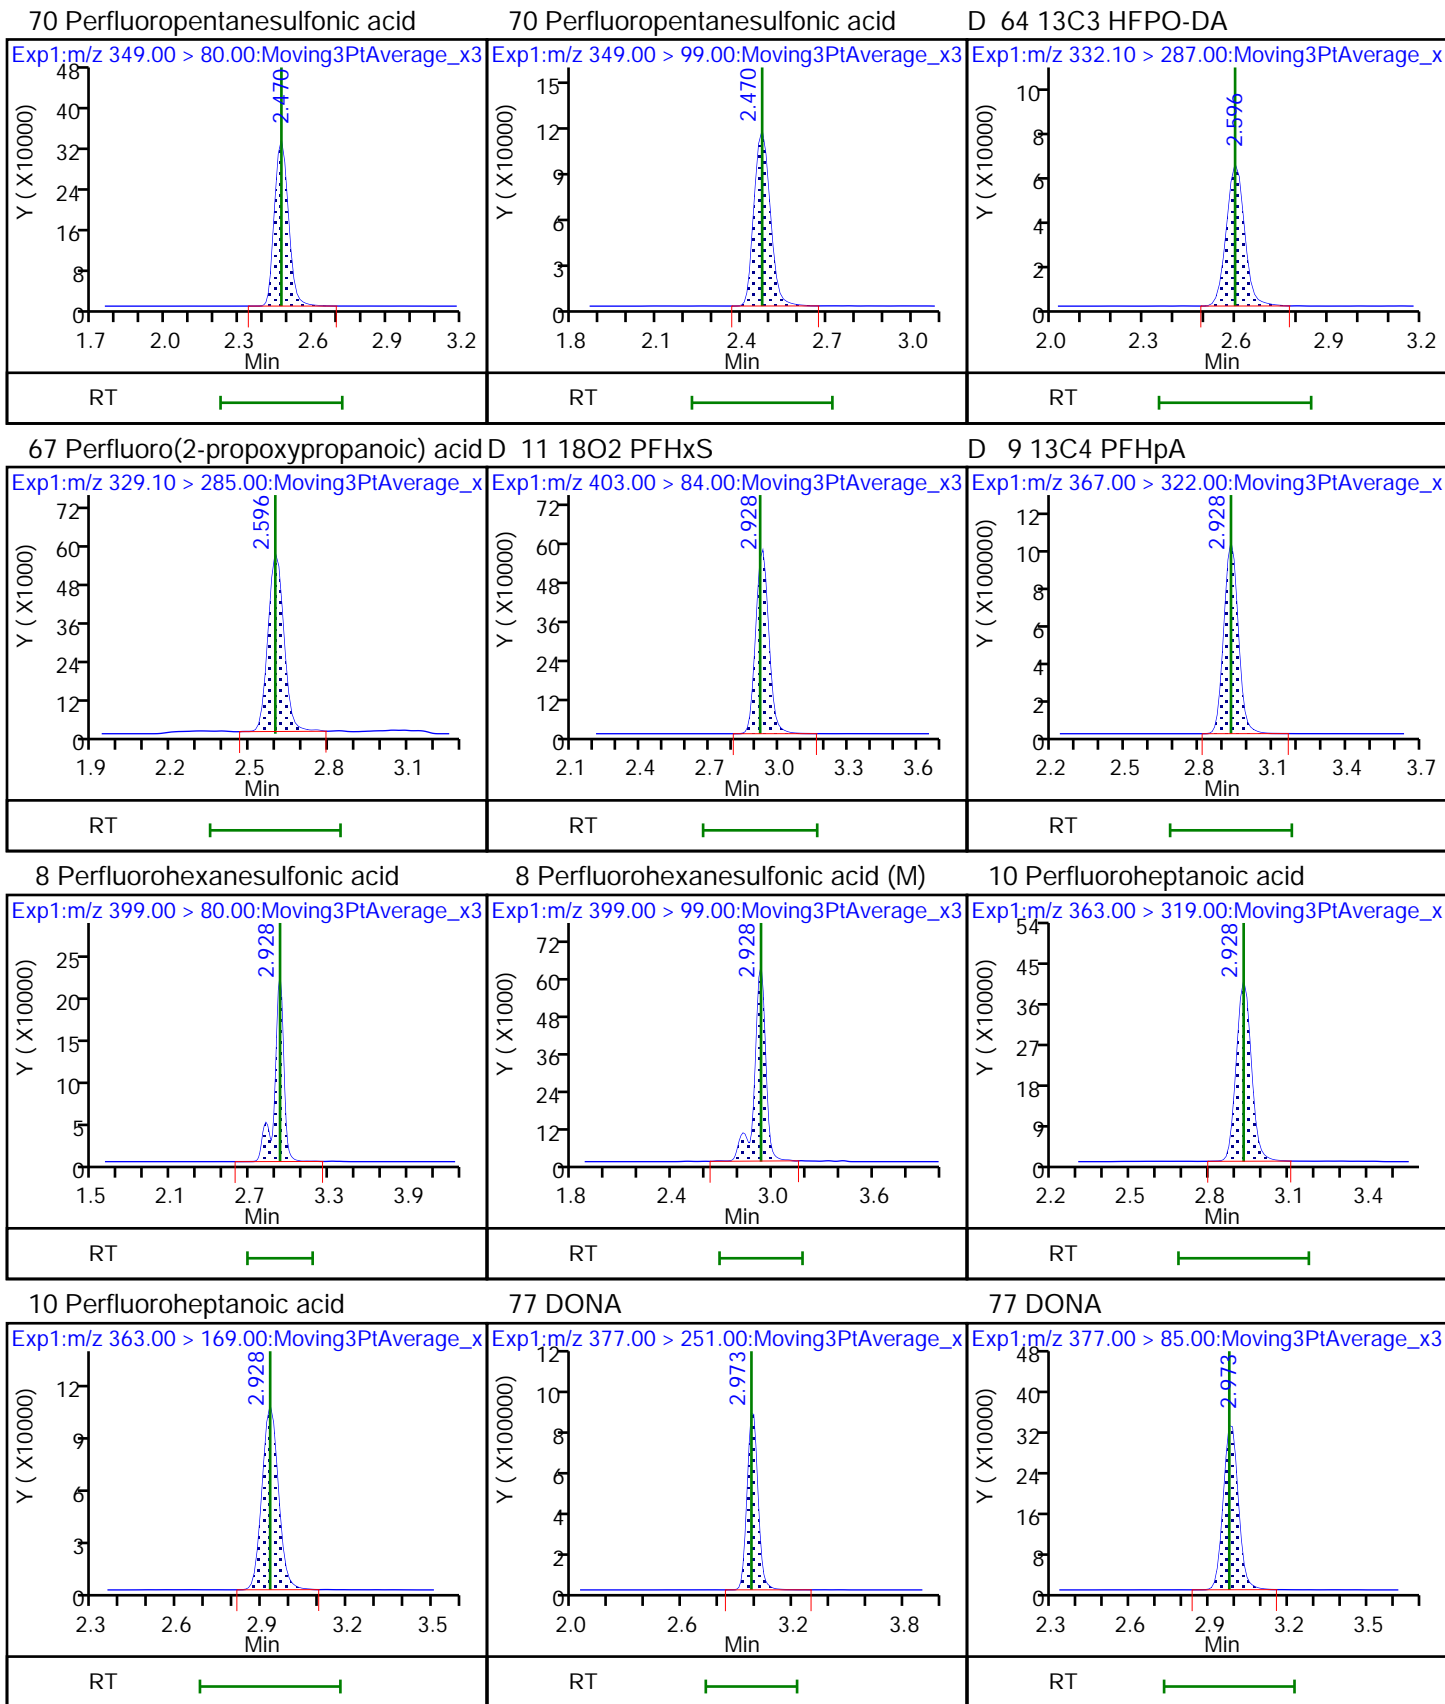 70 Perfluoropentanesulfonic acid
Exp1:m/z 349.00 > 80.00:Moving3PtAverage_x3
2.470
Y ( X10000)
48
40
32
24
16
8
0
1.7 2.0 2.3 2.6 2.9 3.2
Min
RT
70 Perfluoropentanesulfonic acid
Exp1:m/z 349.00 > 99.00:Moving3PtAverage_x3
2.470
Y ( X10000)
15
12
9
6
3
0
1.8 2.1 2.4 2.7 3.0
Min
RT
D 64 13C3 HFPO-DA
Exp1:m/z 332.10 > 287.00:Moving3PtAverage_x
2.596
Y ( X10000)
10
8
6
4
2
0
2.0 2.3 2.6 2.9 3.2
Min
RT
67 Perfluoro(2-propoxypropanoic) acid
Exp1:m/z 329.10 > 285.00:Moving3PtAverage_x
2.596
Y ( X1000)
72
60
48
36
24
12
0
1.9 2.2 2.5 2.8 3.1
Min
RT
D 11 18O2 PFHxS
Exp1:m/z 403.00 > 84.00:Moving3PtAverage_x3
2.928
Y ( X10000)
72
60
48
36
24
12
0
2.1 2.4 2.7 3.0 3.3 3.6
Min
RT
D 9 13C4 PFHpA
Exp1:m/z 367.00 > 322.00:Moving3PtAverage_x
2.928
Y ( X100000)
12
10
8
6
4
2
0
2.2 2.5 2.8 3.1 3.4 3.7
Min
RT
8 Perfluorohexanesulfonic acid
Exp1:m/z 399.00 > 80.00:Moving3PtAverage_x3
2.928
Y ( X10000)
25
20
15
10
5
0
1.5 2.1 2.7 3.3 3.9
Min
RT
8 Perfluorohexanesulfonic acid (M)
Exp1:m/z 399.00 > 99.00:Moving3PtAverage_x3
2.928
Y ( X1000)
72
60
48
36
24
12
0
1.8 2.4 3.0 3.6
Min
RT
10 Perfluoroheptanoic acid
Exp1:m/z 363.00 > 319.00:Moving3PtAverage_x
2.928
Y ( X10000)
54
45
36
27
18
9
0
2.2 2.5 2.8 3.1 3.4
Min
RT
10 Perfluoroheptanoic acid
Exp1:m/z 363.00 > 169.00:Moving3PtAverage_x
2.928
Y ( X10000)
12
9
6
3
0
2.3 2.6 2.9 3.2 3.5
Min
RT
77 DONA
Exp1:m/z 377.00 > 251.00:Moving3PtAverage_x
2.973
Y ( X100000)
12
10
8
6
4
2
0
2.0 2.6 3.2 3.8
Min
RT
77 DONA
Exp1:m/z 377.00 > 85.00:Moving3PtAverage_x3
2.973
Y ( X10000)
48
40
32
24
16
8
0
2.3 2.6 2.9 3.2 3.5
Min
RT